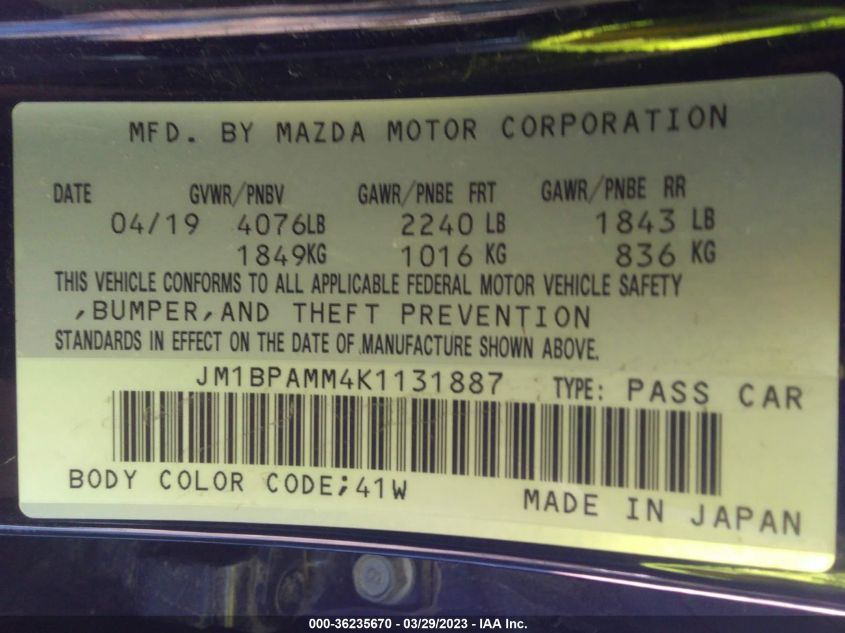 MFD. BY MAZDA MOTOR CORPORATION
DATE GVWR/PNBV GAWR/PNBE FRT GAWR/PNBE RR
04/19 4076LB 2240 LB 1843 LB
1849KG 1016 KG 836 KG
THIS VEHICLE CONFORMS TO ALL APPLICABLE FEDERAL MOTOR VEHICLE SAFETY
,BUMPER,AND THEFT PREVENTION
STANDARDS IN EFFECT ON THE DATE OF MANUFACTURE SHOWN ABOVE.
JM1BPAMM4K1131887 TYPE: PASS CAR
BODY COLOR CODE;41W MADE IN JAPAN
000-36235670 - 03/29/2023 - IAA Inc.